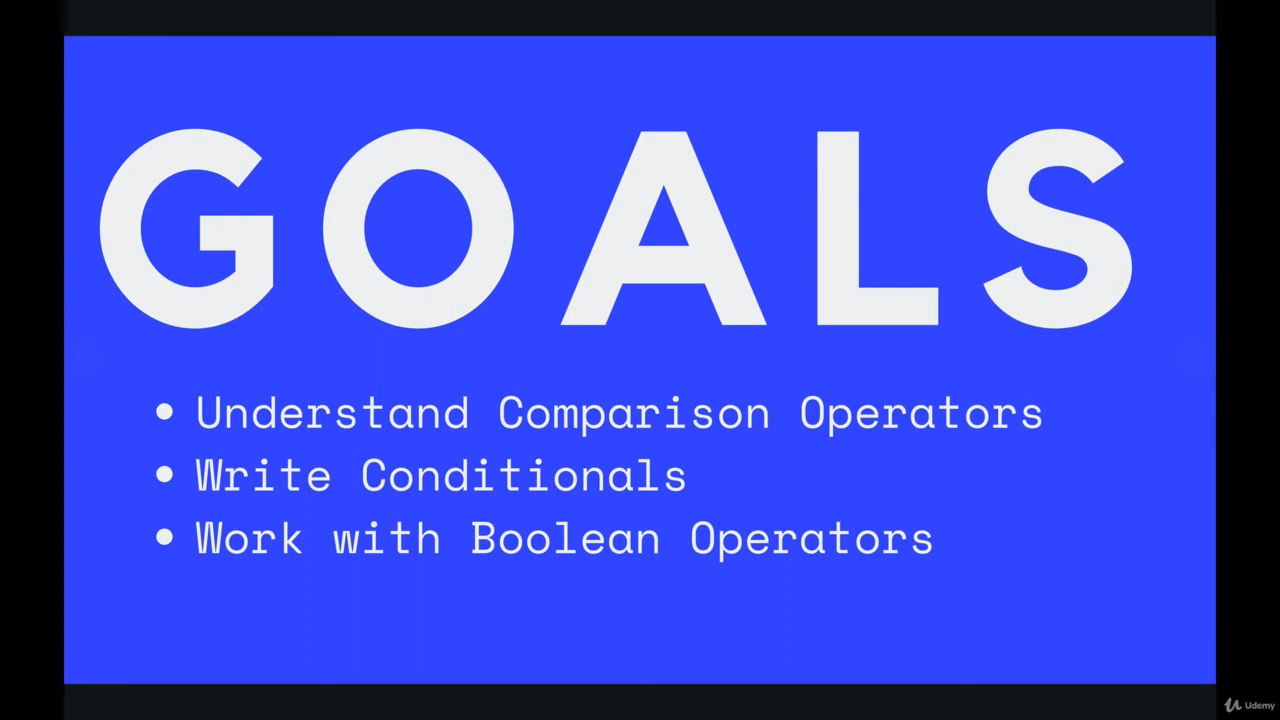 GOALS
• Understand Comparison Operators
• Write Conditionals
• Work with Boolean Operators
Udemy